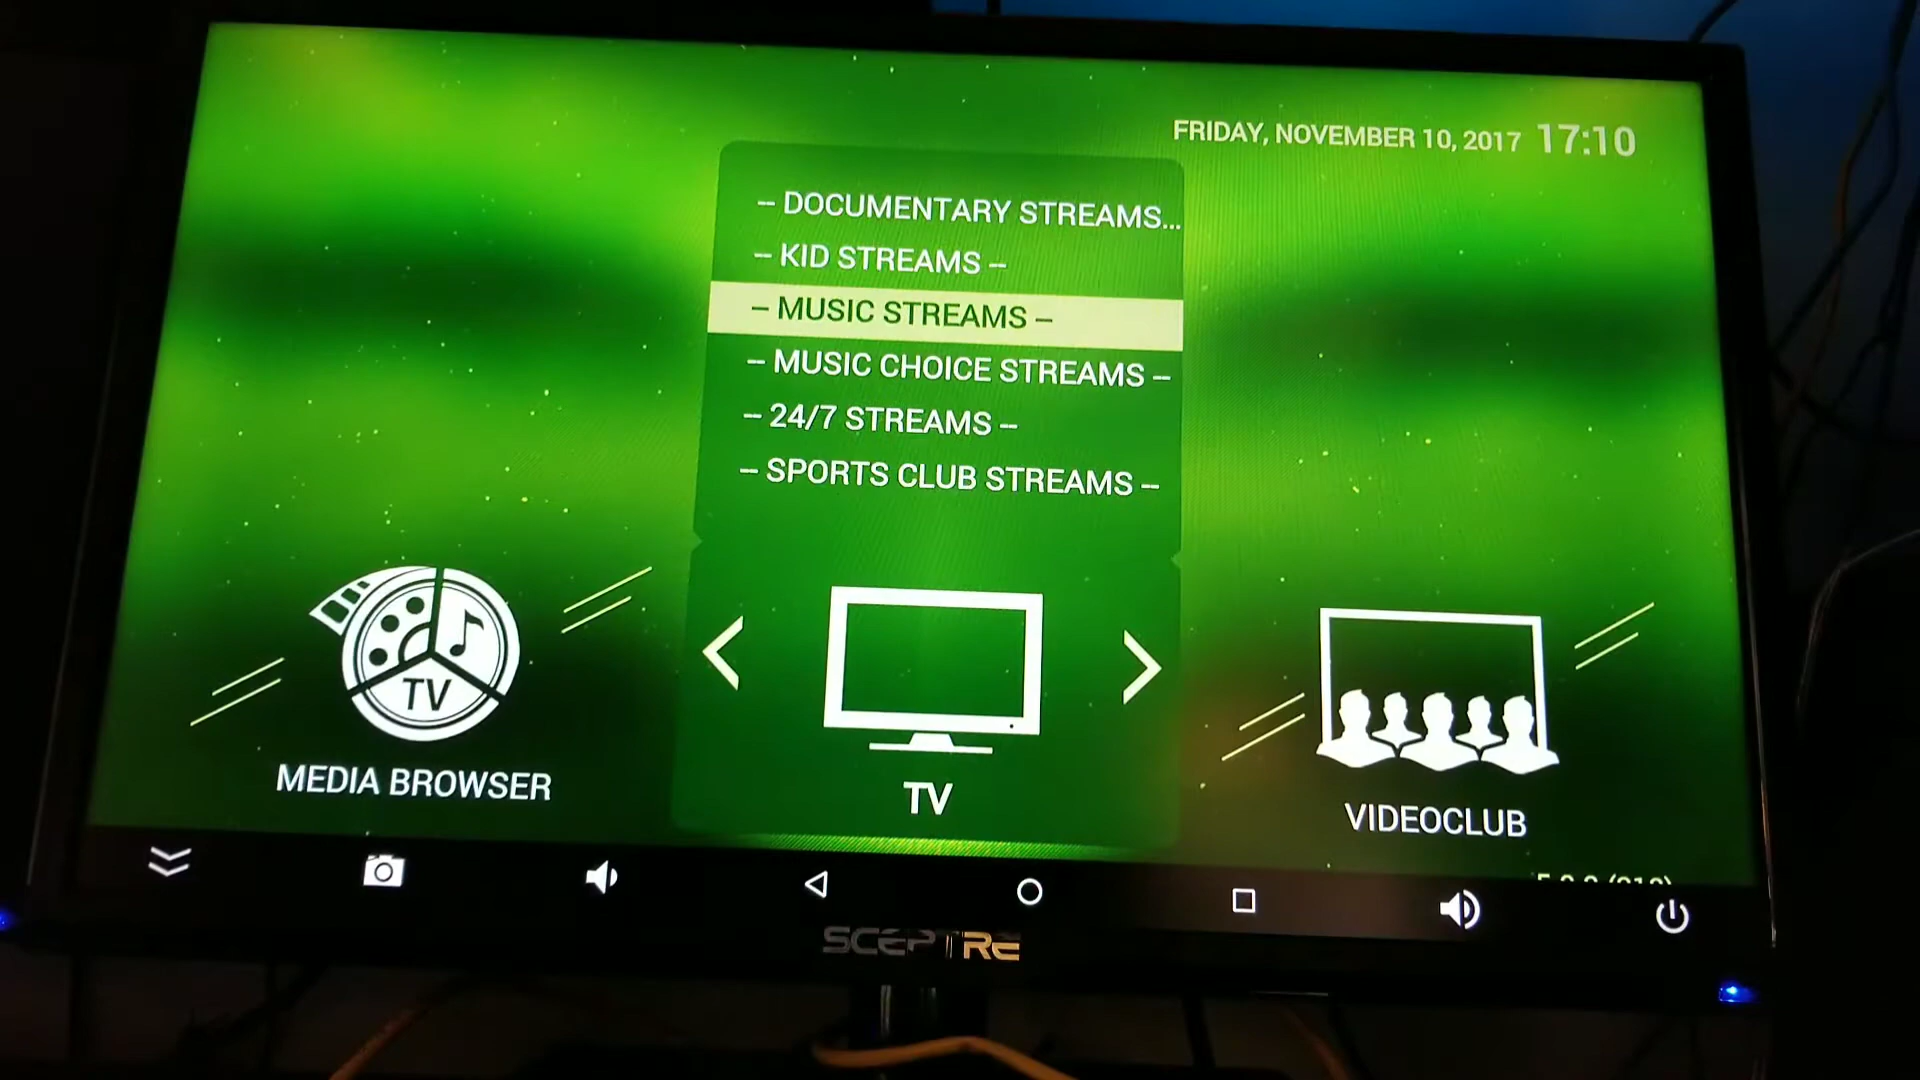 FRIDAY, NOVEMBER 10, 2017 17:10
-- DOCUMENTARY STREAMS...
-- KID STREAMS --
-- MUSIC STREAMS --
-- MUSIC CHOICE STREAMS --
-- 24/7 STREAMS --
-- SPORTS CLUB STREAMS --
TV
MEDIA BROWSER
TV
VIDEOCLUB
SCEPTRE